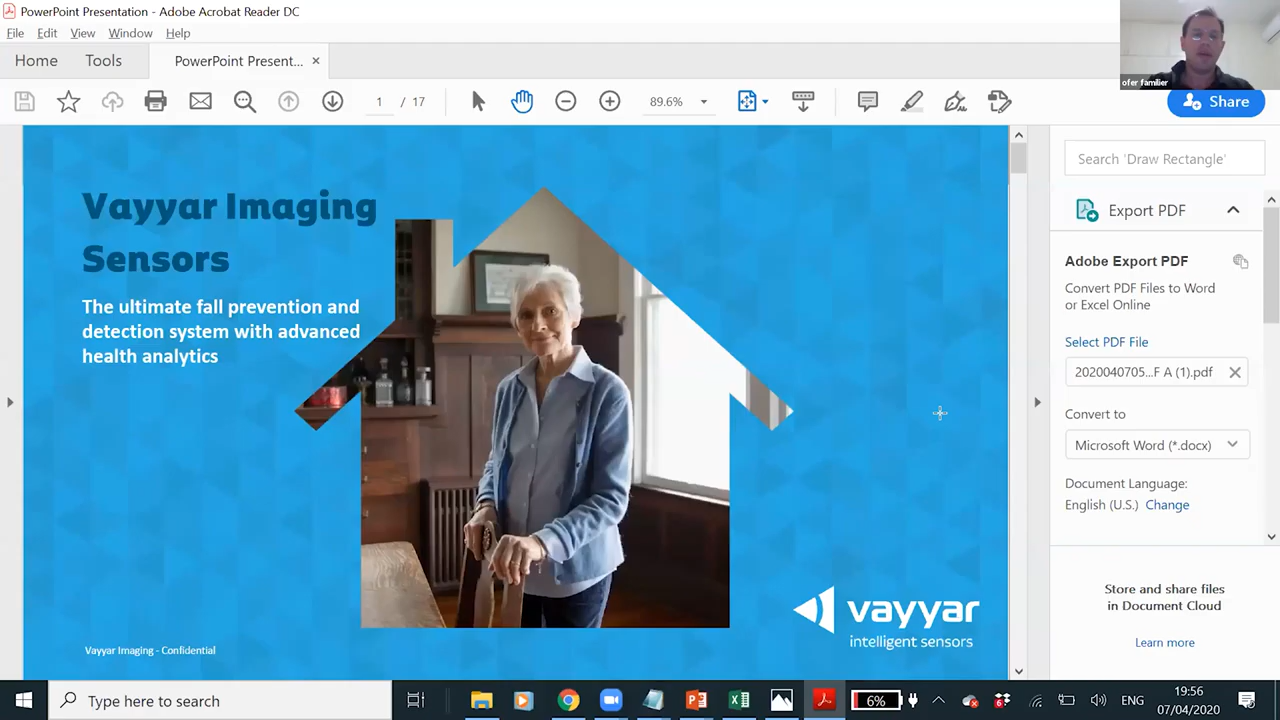 PowerPoint Presentation - Adobe Acrobat Reader DC
File Edit View Window Help
Home Tools PowerPoint Present... ×
1 / 17 89.6% Share
ofer familier
Vayyar Imaging
Sensors
The ultimate fall prevention and
detection system with advanced
health analytics
vayyar
intelligent sensors
Vayyar Imaging - Confidential
Search 'Draw Rectangle'
Export PDF
Adobe Export PDF
Convert PDF Files to Word
or Excel Online
Select PDF File
2020040705...F A (1).pdf
Convert to
Microsoft Word (*.docx)
Document Language:
English (U.S.) Change
Store and share files
in Document Cloud
Learn more
Type here to search
6%
ENG
19:56
07/04/2020